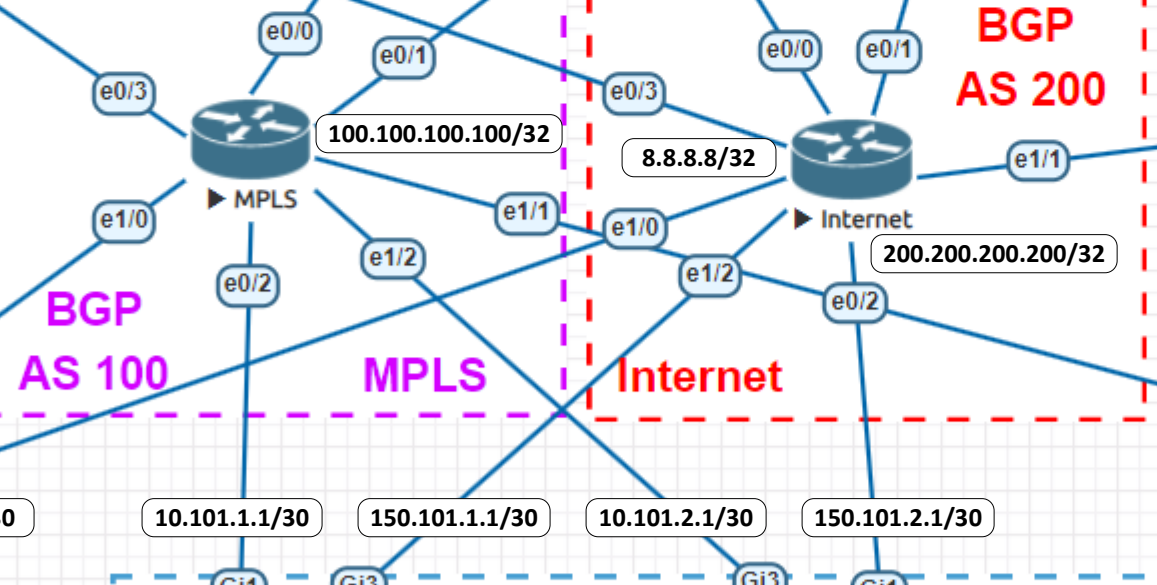 e0/0
e0/1
e0/3
MPLS
100.100.100.100/32
e1/0
e0/2
e1/2
e1/1
BGP
AS 100
MPLS
BGP
AS 200
e0/0
e0/1
e0/3
8.8.8.8/32
e1/1
Internet
e1/0
e1/2
200.200.200.200/32
e0/2
Internet
0
10.101.1.1/30
150.101.1.1/30
10.101.2.1/30
150.101.2.1/30
Gi1
Gi3
Gi3
Gi1